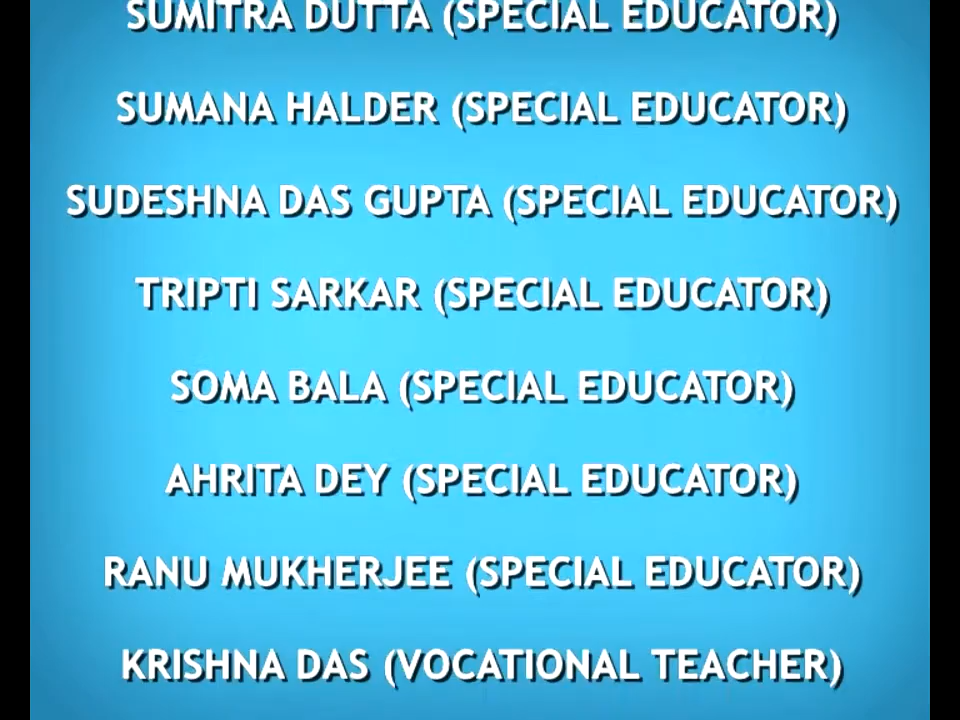 SUMITRA DUTTA (SPECIAL EDUCATOR)
SUMANA HALDER (SPECIAL EDUCATOR)
SUDESHNA DAS GUPTA (SPECIAL EDUCATOR)
TRIPTI SARKAR (SPECIAL EDUCATOR)
SOMA BALA (SPECIAL EDUCATOR)
AHRITA DEY (SPECIAL EDUCATOR)
RANU MUKHERJEE (SPECIAL EDUCATOR)
KRISHNA DAS (VOCATIONAL TEACHER)